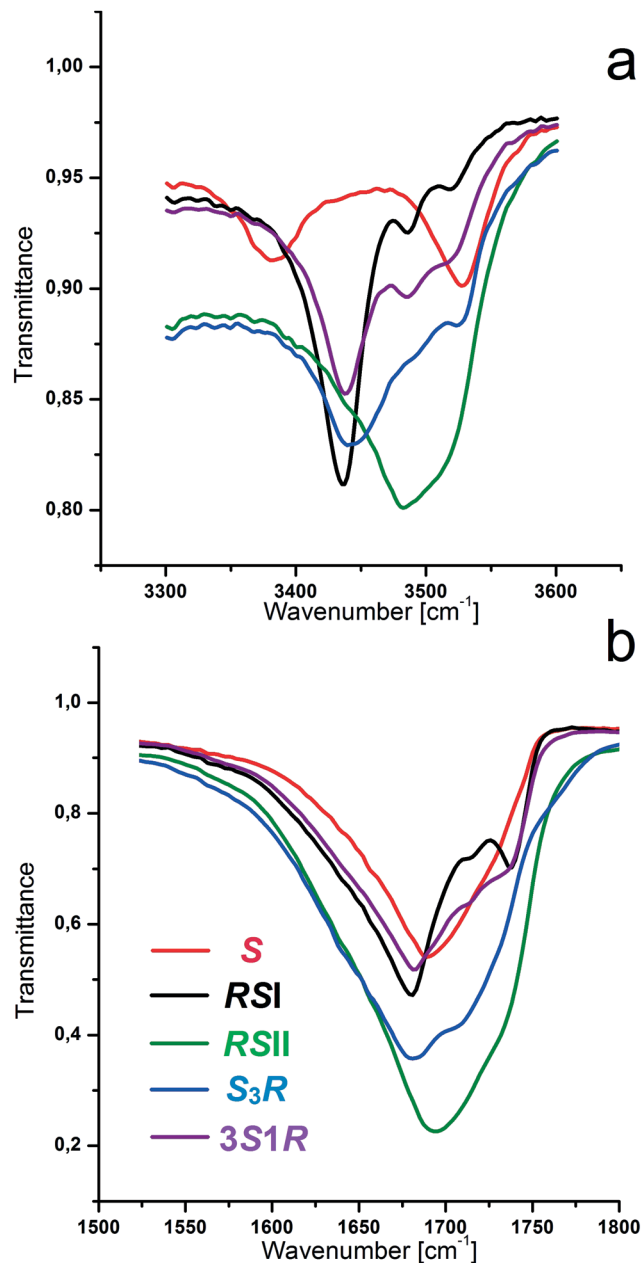 a
1,00
0,95
0,90
0,85
0,80
Transmittance
3300 3400 3500 3600
Wavenumber [cm⁻¹]
b
1,0
0,8
0,6
0,4
0,2
Transmittance
S
RSI
RSII
S₃R
3S1R
1500 1550 1600 1650 1700 1750 1800
Wavenumber [cm⁻¹]